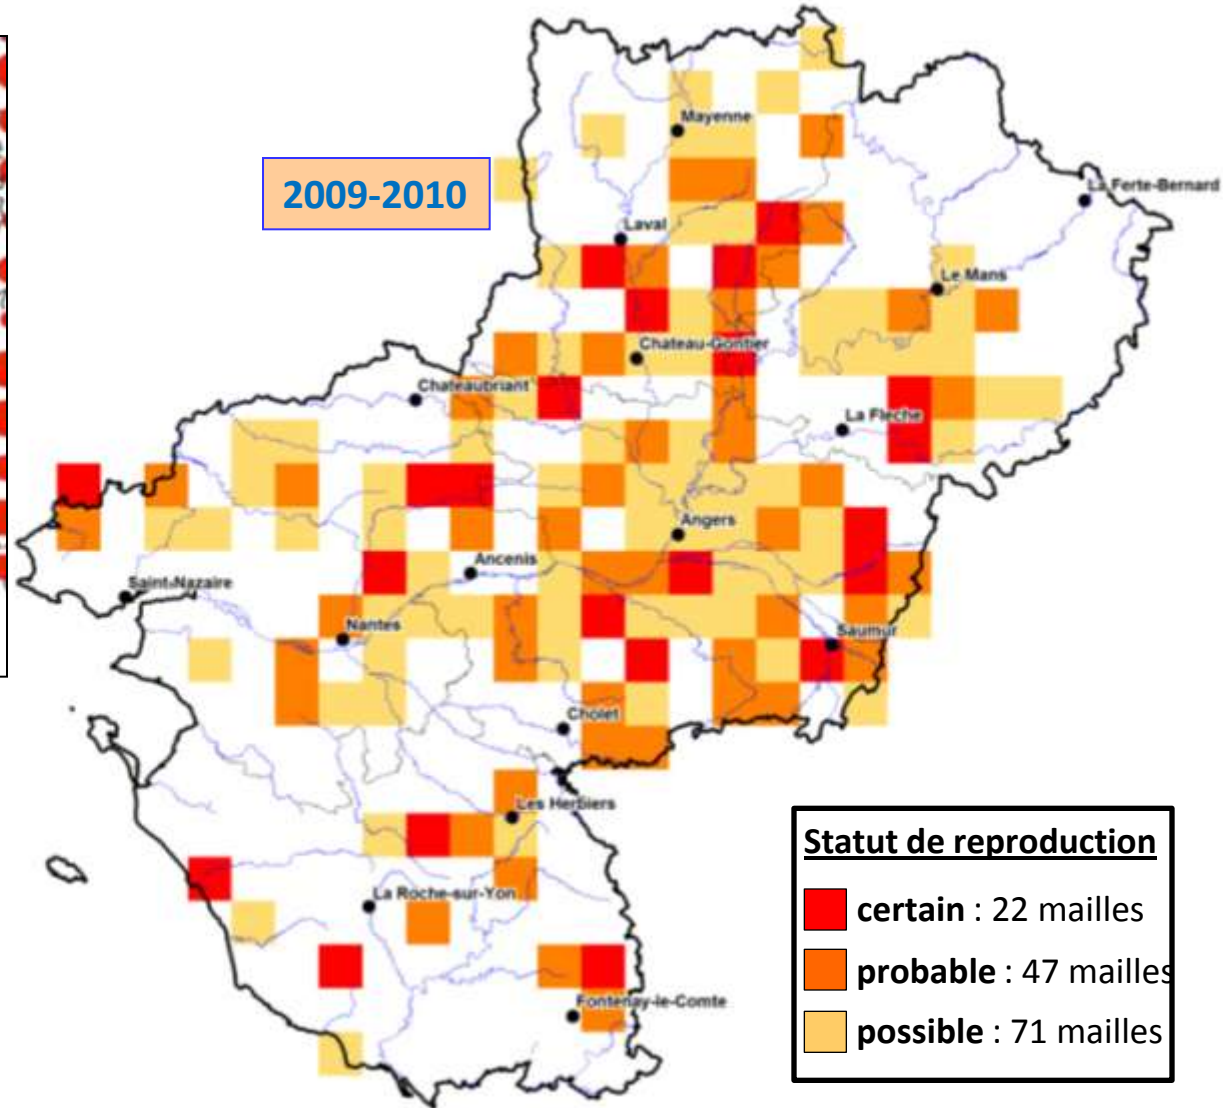 Mayenne
2009-2010
La Ferte-Bernard
Laval
Le Mans
Chateau-Gontier
Chateaubriant
La Fleche
Angers
Ancenis
Saint-Nazaire
Nantes
Saumur
Cholet
Les Herbiers
La Roche-sur-Yon
Fontenay-le-Comte
Statut de reproduction
certain : 22 mailles
probable : 47 mailles
possible : 71 mailles